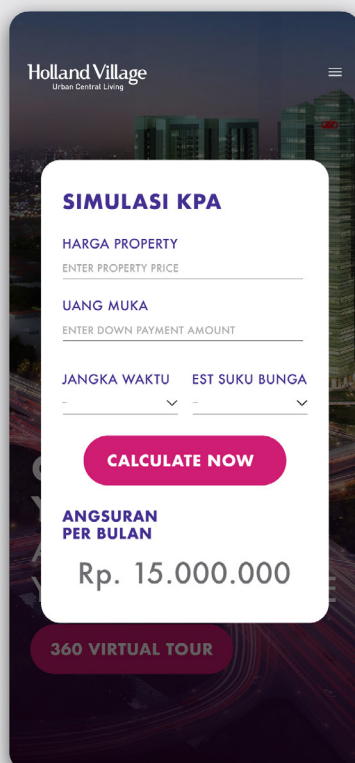 Holland Village
Urban Central Living
SIMULASI KPA
HARGA PROPERTY
ENTER PROPERTY PRICE
UANG MUKA
ENTER DOWN PAYMENT AMOUNT
JANGKA WAKTU EST SUKU BUNGA
– –
CALCULATE NOW
ANGSURAN
PER BULAN
Rp. 15.000.000
360 VIRTUAL TOUR